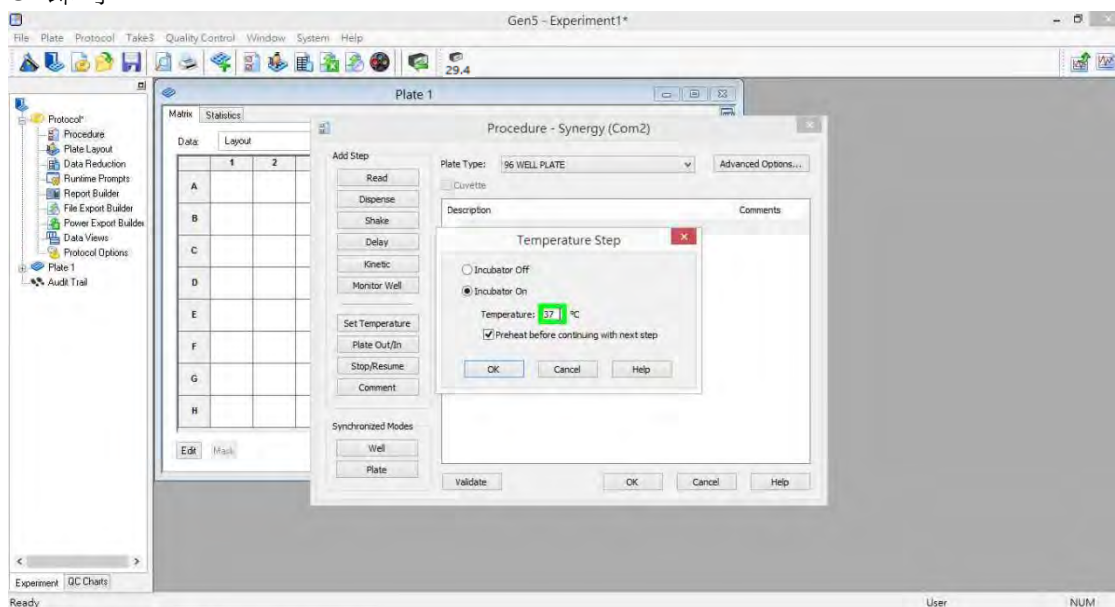 Gen5 - Experiment1*
File Plate Protocol Take3 Quality Control Window System Help
29.4
Protocol*
Procedure
Plate Layout
Data Reduction
Runtime Prompts
Report Builder
File Export Builder
Power Export Builder
Data Views
Protocol Options
Plate 1
Audit Trail
Plate 1
Matrix Statistics
Data: Layout
1 2
A
B
C
D
E
F
G
H
Edit Mask
Procedure - Synergy (Com2)
Add Step
Read
Dispense
Shake
Delay
Kinetic
Monitor Well
Set Temperature
Plate Out/In
Stop/Resume
Comment
Synchronized Modes
Well
Plate
Plate Type: 96 WELL PLATE
Advanced Options...
Cuvette
Description Comments
Temperature Step
Incubator Off
Incubator On
Temperature: 37 °C
Preheat before continuing with next step
OK Cancel Help
Validate OK Cancel Help
Experiment QC Charts
Ready User NUM